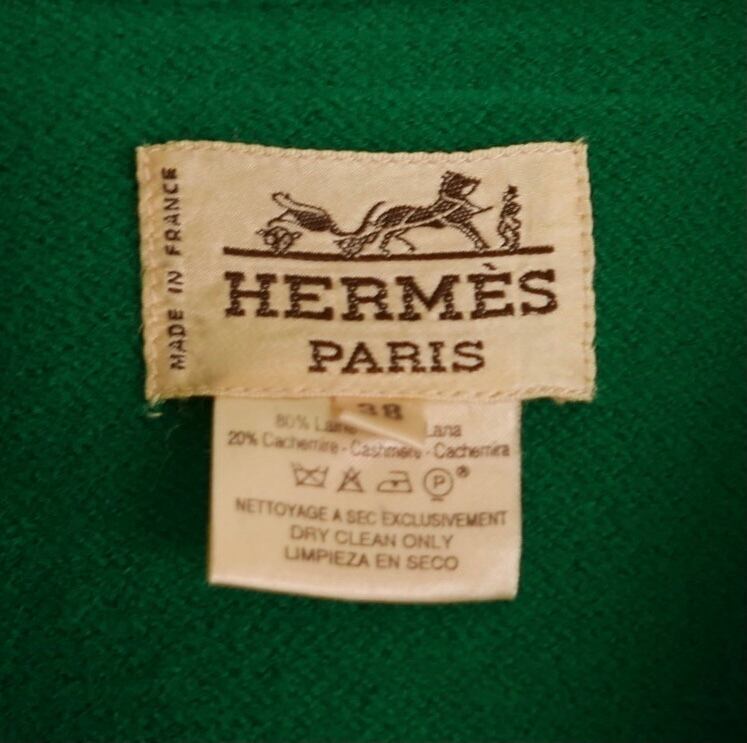 MADE IN FRANCE
HERMÈS
PARIS
38
80% Laine Lana
20% Cachemire - Cashmere - Cachemira
NETTOYAGE A SEC EXCLUSIVEMENT
DRY CLEAN ONLY
LIMPIEZA EN SECO